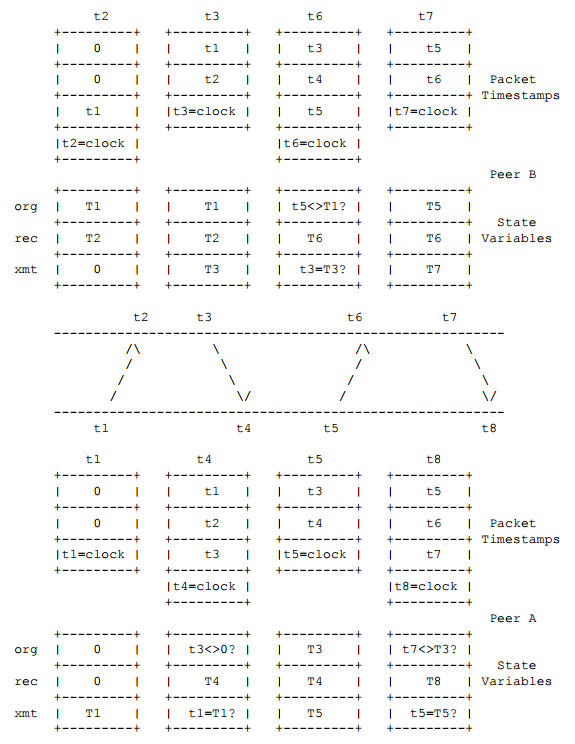 t2            t3            t6            t7
       +---------+   +---------+   +---------+   +---------+
       |    0    |   |    t1   |   |    t3   |   |    t5   |
       +---------+   +---------+   +---------+   +---------+
       |    0    |   |    t2   |   |    t4   |   |    t6   |    Packet
       +---------+   +---------+   +---------+   +---------+   Timestamps
       |    t1   |   |t3=clock |   |    t5   |   |t7=clock |
       +---------+   +---------+   +---------+   +---------+
       |t2=clock |                 |t6=clock |
       +---------+                 +---------+
                                                                Peer B
       +---------+   +---------+   +---------+   +---------+
org    |   T1    |   |    T1   |   | t5<>T1? |   |    T5   |
       +---------+   +---------+   +---------+   +---------+     State
rec    |   T2    |   |    T2   |   |   T6    |   |    T6   |   Variables
       +---------+   +---------+   +---------+   +---------+
xmt    |    0    |   |    T3   |   |  t3=T3? |   |    T7   |
       +---------+   +---------+   +---------+   +---------+

                 t2      t3                 t6          t7
       ---------------------------------------------------------
                /\         \                 /\            \
                /           \                /              \
               /             \              /                \
              /               \/           /                 \/
       ---------------------------------------------------------
            t1                t4         t5                  t8

           t1            t4            t5             t8
       +---------+   +---------+   +---------+   +---------+
       |    0    |   |    t1   |   |    t3   |   |    t5   |
       +---------+   +---------+   +---------+   +---------+
       |    0    |   |    t2   |   |    t4   |   |    t6   |    Packet
       +---------+   +---------+   +---------+   +---------+   Timestamps
       |t1=clock |   |    t3   |   |t5=clock |   |    t7   |
       +---------+   +---------+   +---------+   +---------+
                     |t4=clock |                 |t8=clock |
                     +---------+                 +---------+
                                                                Peer A
       +---------+   +---------+   +---------+   +---------+
org    |    0    |   |  t3<>0? |   |   T3    |   | t7<>T3? |
       +---------+   +---------+   +---------+   +---------+     State
rec    |    0    |   |    T4   |   |   T4    |   |    T8   |   Variables
       +---------+   +---------+   +---------+   +---------+
xmt    |   T1    |   |  t1=T1? |   |   T5    |   |  t5=T5? |
       +---------+   +---------+   +---------+   +---------+